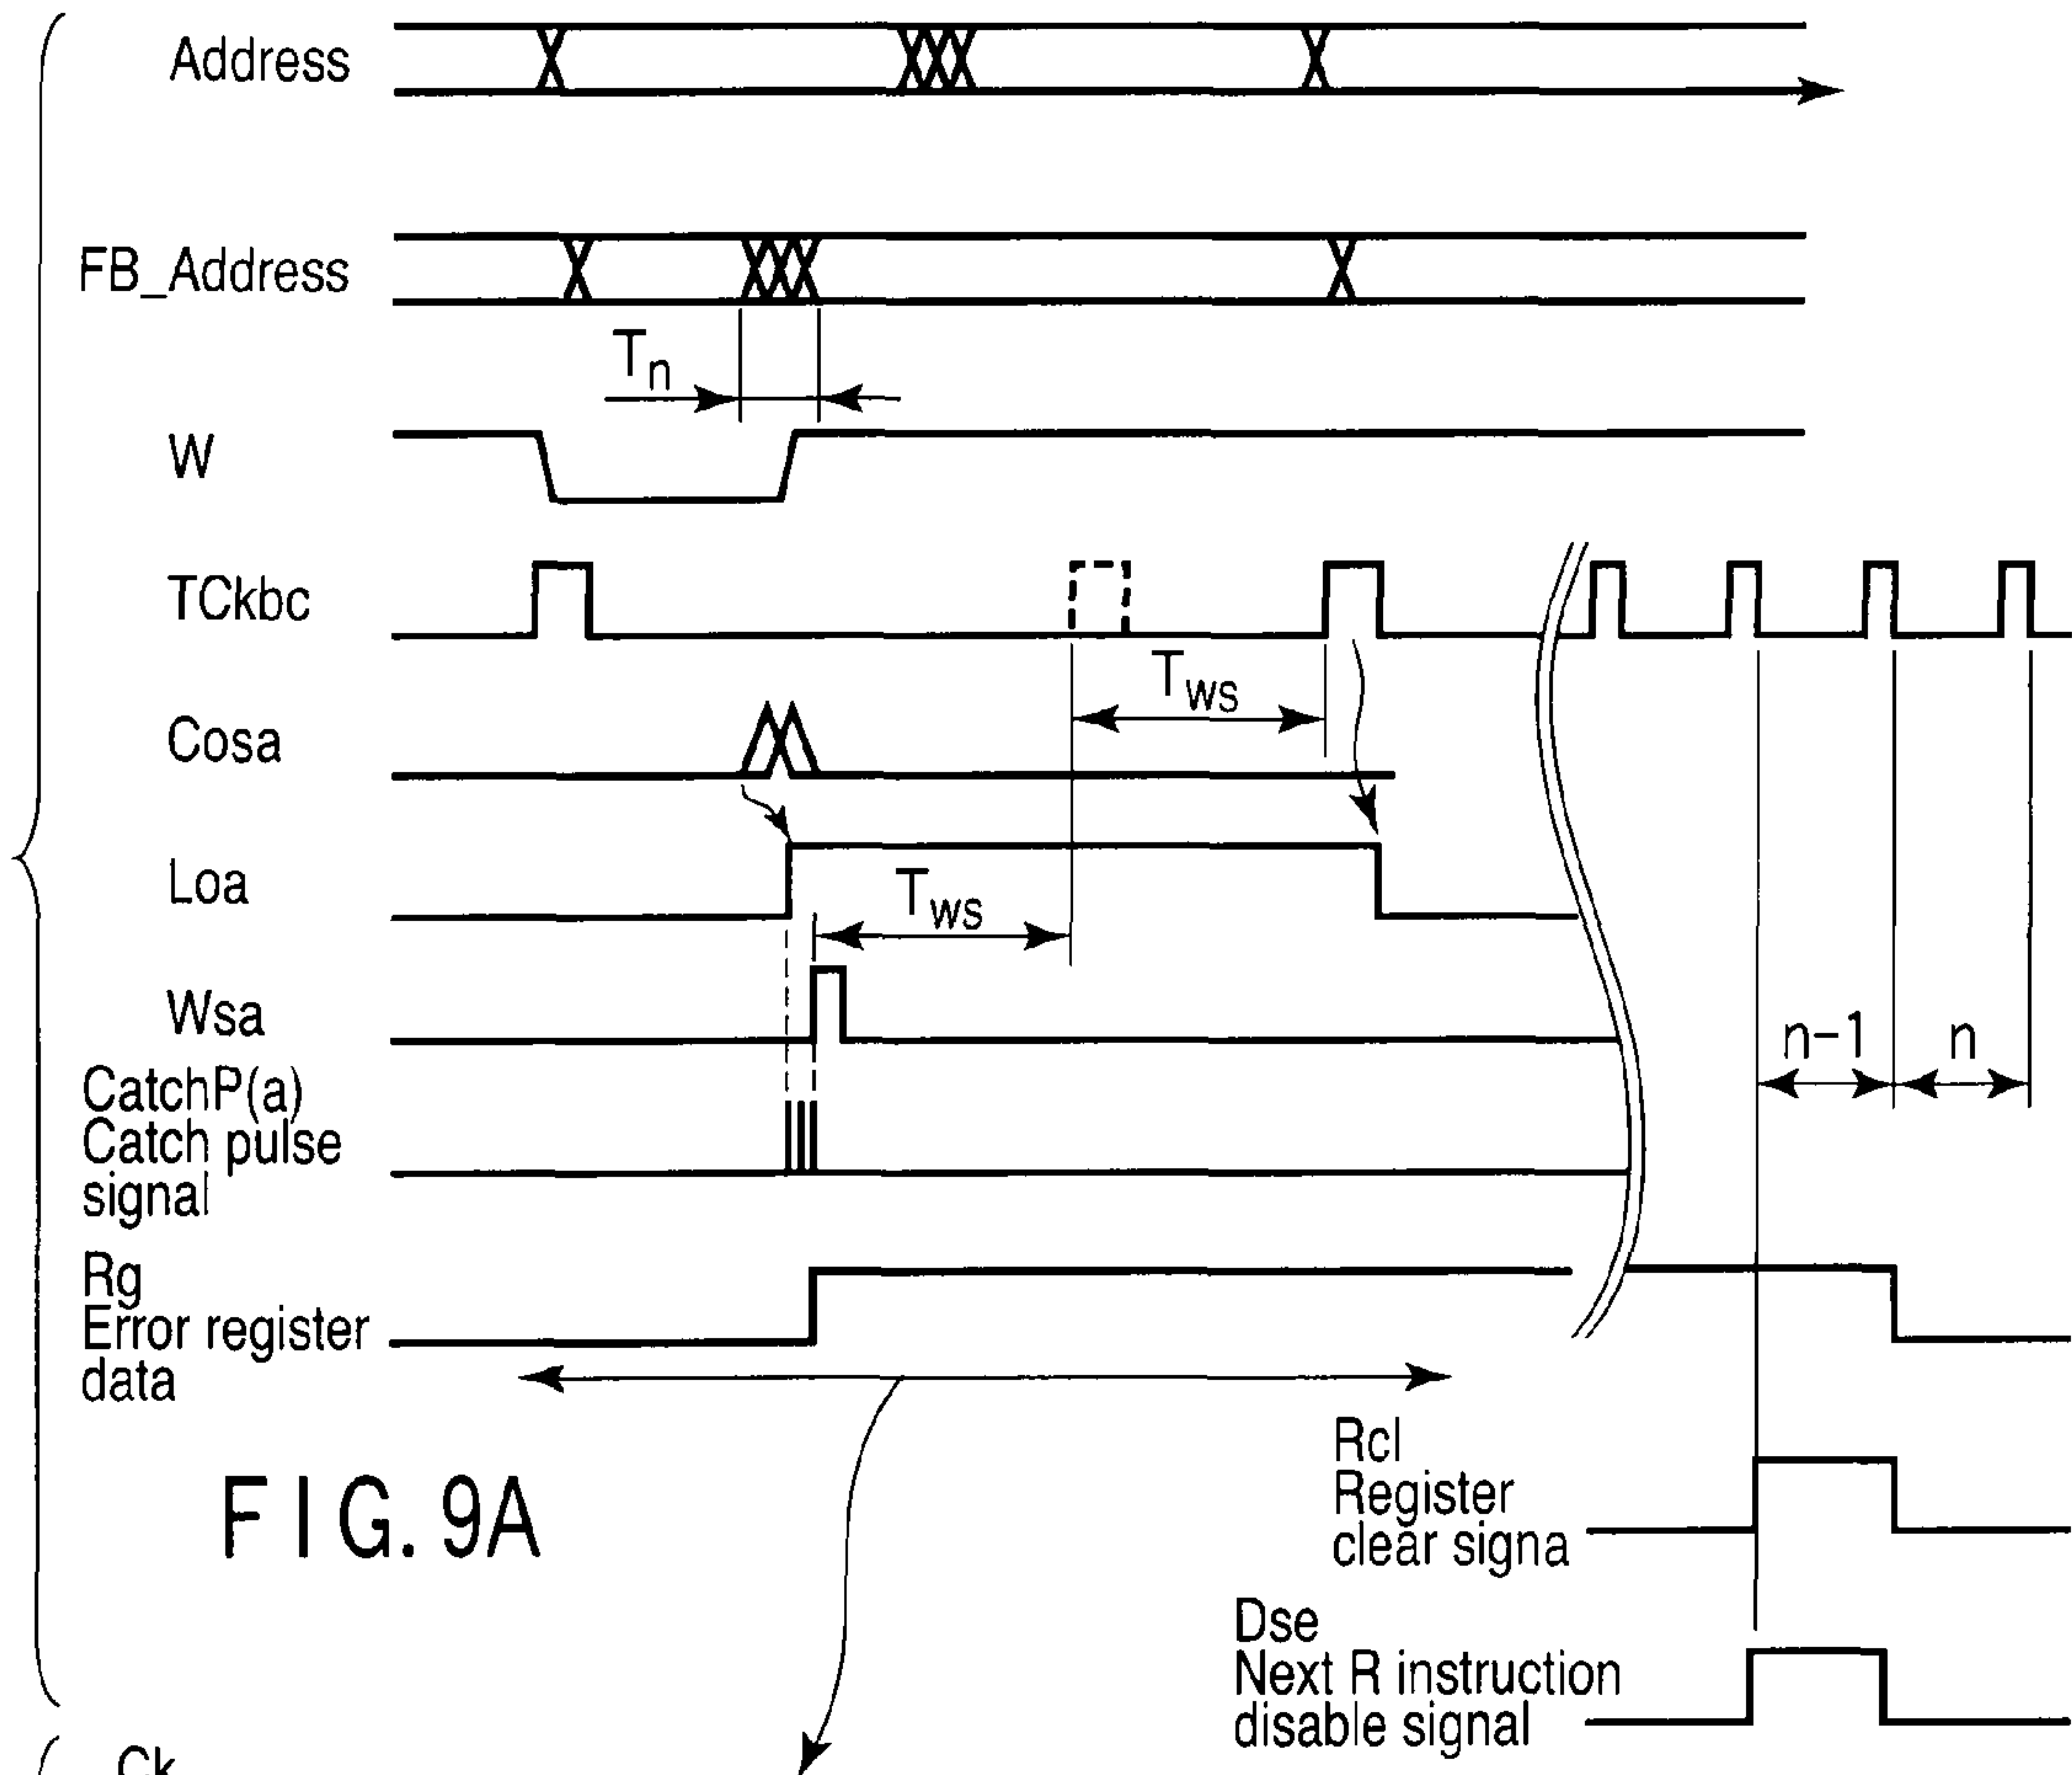 Address
FB_Address
Tn
W
TCkbc
Tws
Cosa
Loa
Tws
Wsa
n-1
n
CatchP(a)
Catch pulse
signal
Rg
Error register
data
Rcl
Register
clear signa
FIG. 9A
Dse
Next R instruction
disable signal
Ck